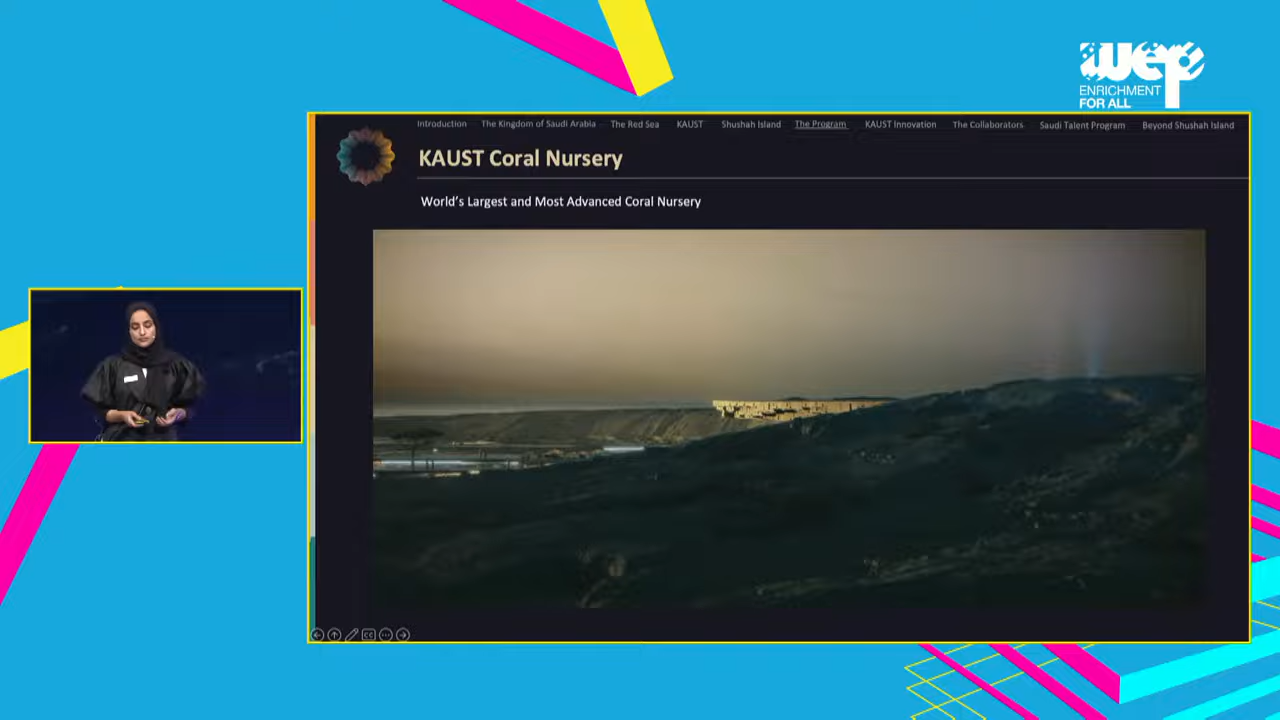 wep
ENRICHMENT
FOR ALL
Introduction The Kingdom of Saudi Arabia The Red Sea KAUST Shushah Island The Program KAUST Innovation The Collaborators Saudi Talent Program Beyond Shushah Island
KAUST Coral Nursery
World's Largest and Most Advanced Coral Nursery
CC